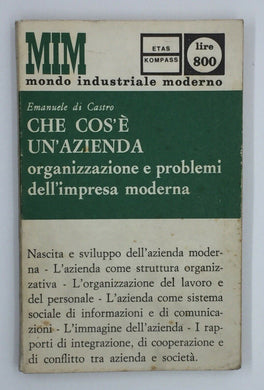 MIM
ETAS
KOMPASS
lire
800
mondo industriale moderno
Emanuele di Castro
CHE COS'È
UN'AZIENDA
organizzazione e problemi
dell'impresa moderna
Nascita e sviluppo dell'azienda moder-
na - L'azienda come struttura organiz-
zativa - L'organizzazione del lavoro e
del personale - L'azienda come sistema
sociale di informazioni e di comunica-
zioni - L'immagine dell'azienda - I rap-
porti di integrazione, di cooperazione e
di conflitto tra azienda e società.